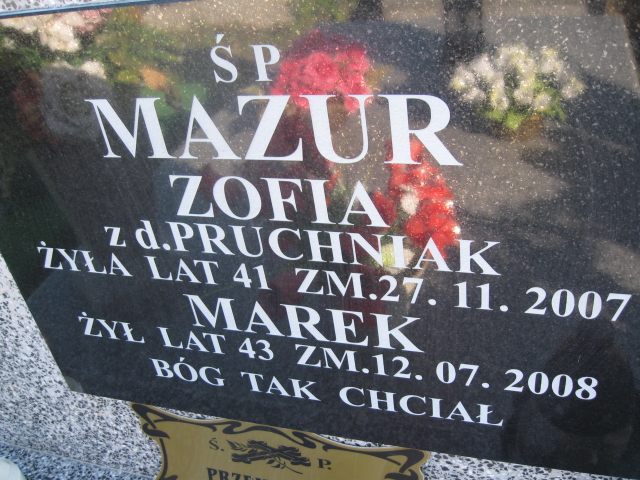 ŚP
MAZUR
ZOFIA
z d.PRUCHNIAK
ŻYŁA LAT 41 ZM.27. 11. 2007
MAREK
ŻYŁ LAT 43 ZM.12. 07. 2008
BÓG TAK CHCIAŁ
Ś. P.